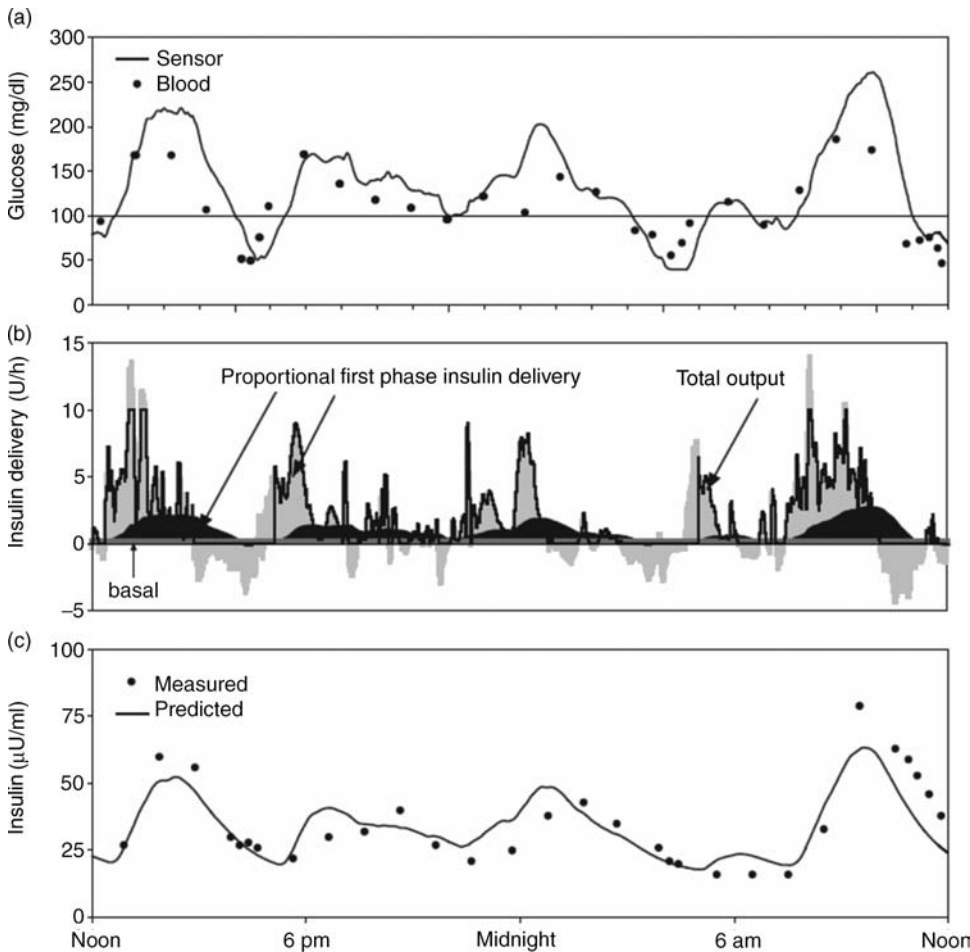 (a)
300
250
200
150
100
50
0
Glucose (mg/dl)
Sensor
Blood
(b)
15
10
5
0
−5
Insulin delivery (U/h)
Proportional first phase insulin delivery
Total output
basal
(c)
100
75
50
25
0
Insulin (μU/ml)
Measured
Predicted
Noon 6 pm Midnight 6 am Noon